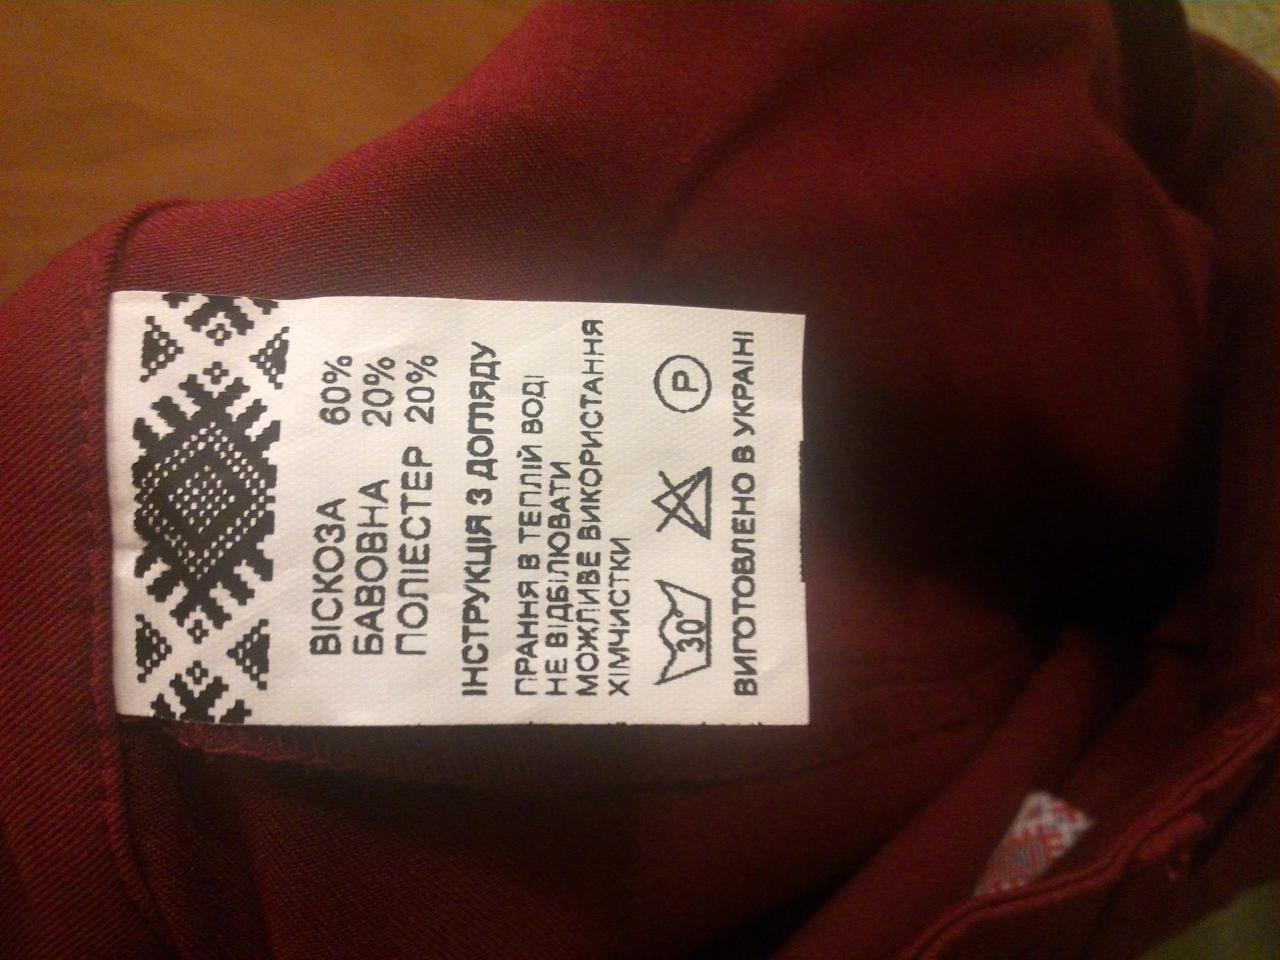 ВІСКОЗА 60%
БАВОВНА 20%
ПОЛІЕСТЕР 20%
ІНСТРУКЦІЯ З ДОГЛЯДУ
ПРАННЯ В ТЕПЛІЙ ВОДІ
НЕ ВІДБІЛЮВАТИ
МОЖЛИВЕ ВИКОРИСТАННЯ
ХІМЧИСТКИ
30 P
ВИГОТОВЛЕНО В УКРАЇНІ